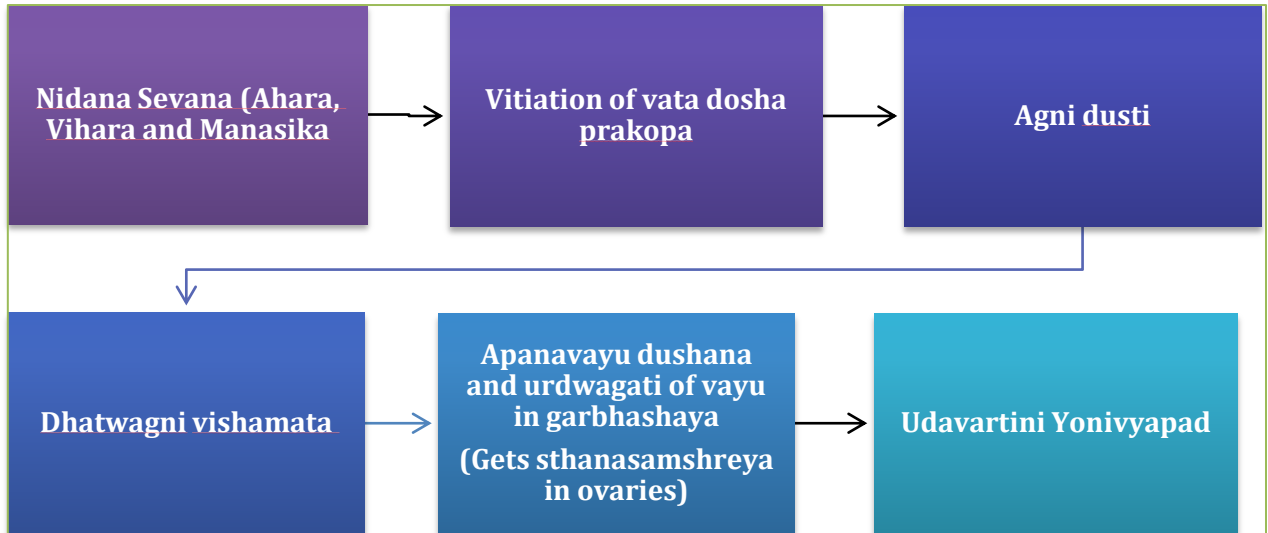 Nidana Sevana (Ahara,
Vihara and Manasika
Vitiation of vata dosha
prakopa
Agni dusti
Dhatwagni vishamata
Apanavayu dushana
and urdwagati of vayu
in garbhashaya
(Gets sthanasamshreya
in ovaries)
Udavartini Yonivyapad